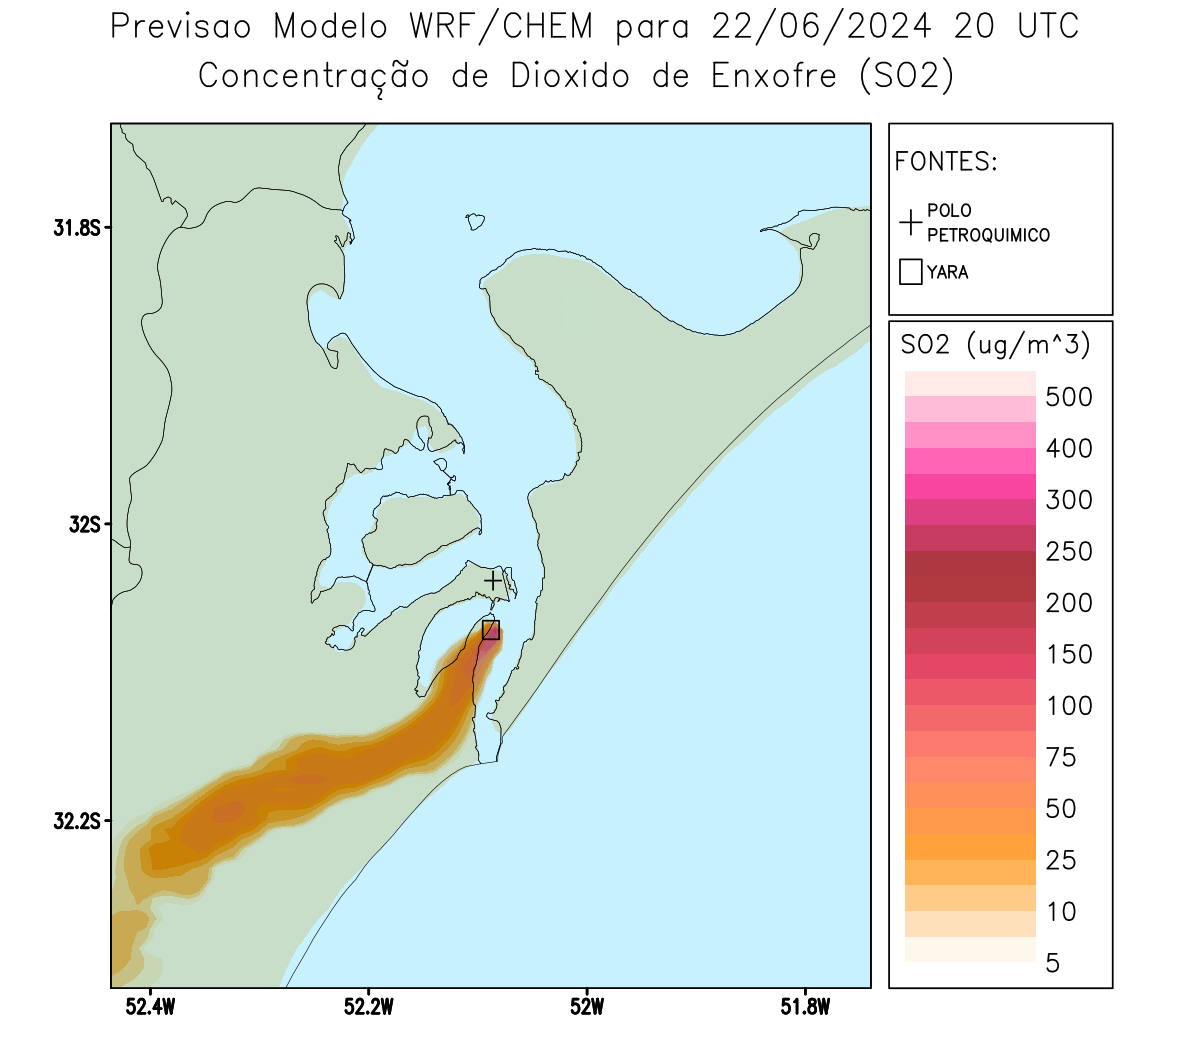 Previsao Modelo WRF/CHEM para 22/06/2024 20 UTC
Concentração de Dioxido de Enxofre (SO2)
FONTES:
POLO
PETROQUIMICO
YARA
SO2 (ug/m^3)
500
400
300
250
200
150
100
75
50
25
10
5
31.8S
32S
32.2S
52.4W
52.2W
52W
51.8W